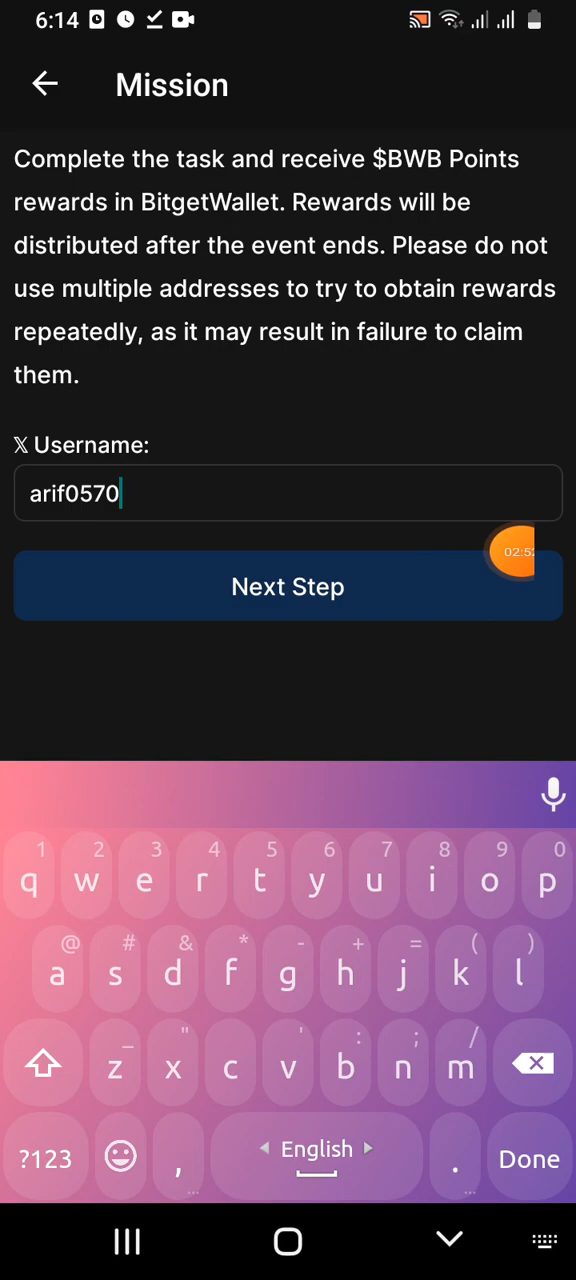 6:14
Mission
Complete the task and receive $BWB Points
rewards in BitgetWallet. Rewards will be
distributed after the event ends. Please do not
use multiple addresses to try to obtain rewards
repeatedly, as it may result in failure to claim
them.
𝕏 Username:
arif0570
Next Step
1 2 3 4 5 6 7 8 9 0
q w e r t y u i o p
@ # & * - + = ( )
a s d f g h j k l
_ " ' : ; /
z x c v b n m
?123 , English . Done